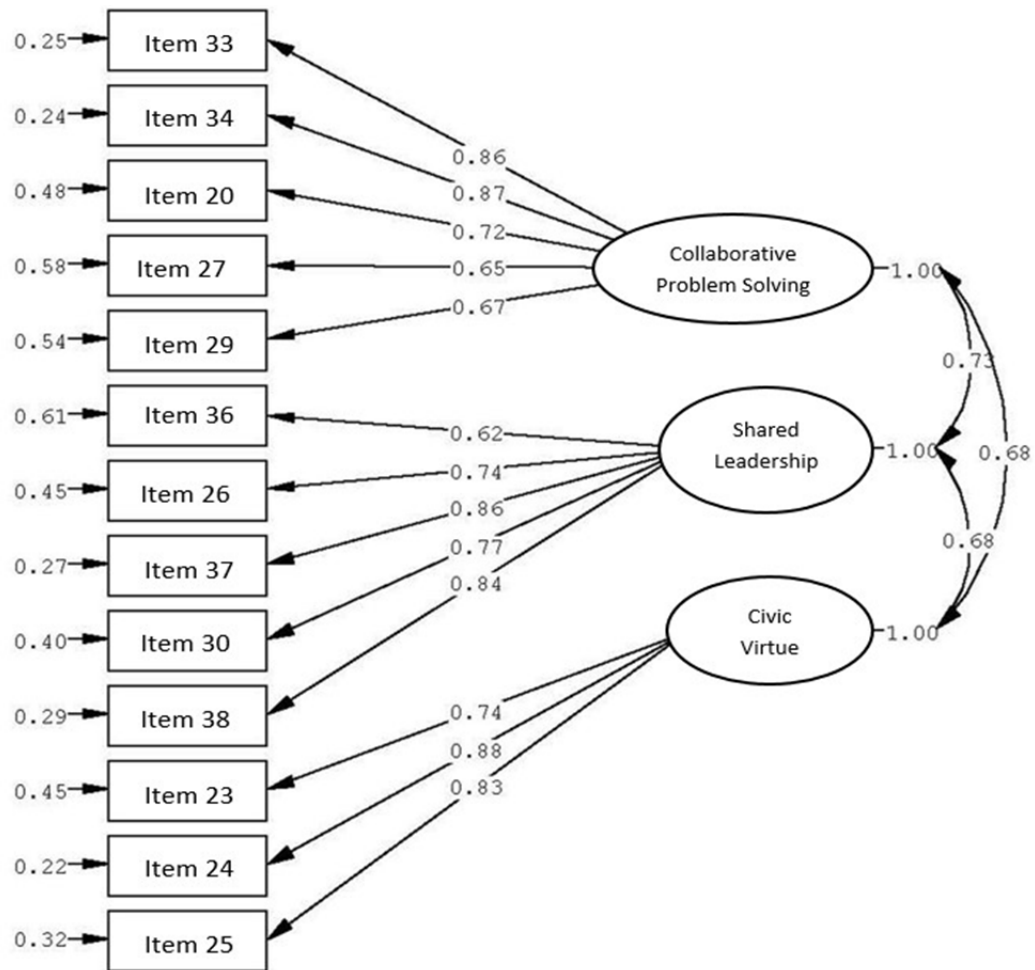 0.25 Item 33
0.24 Item 34
0.48 Item 20
0.58 Item 27
0.54 Item 29
0.61 Item 36
0.45 Item 26
0.27 Item 37
0.40 Item 30
0.29 Item 38
0.45 Item 23
0.22 Item 24
0.32 Item 25
0.86
0.87
0.72
0.65
0.67
0.62
0.74
0.86
0.77
0.84
0.74
0.88
0.83
Collaborative
Problem Solving
Shared
Leadership
Civic
Virtue
1.00
1.00
1.00
0.73
0.68
0.68